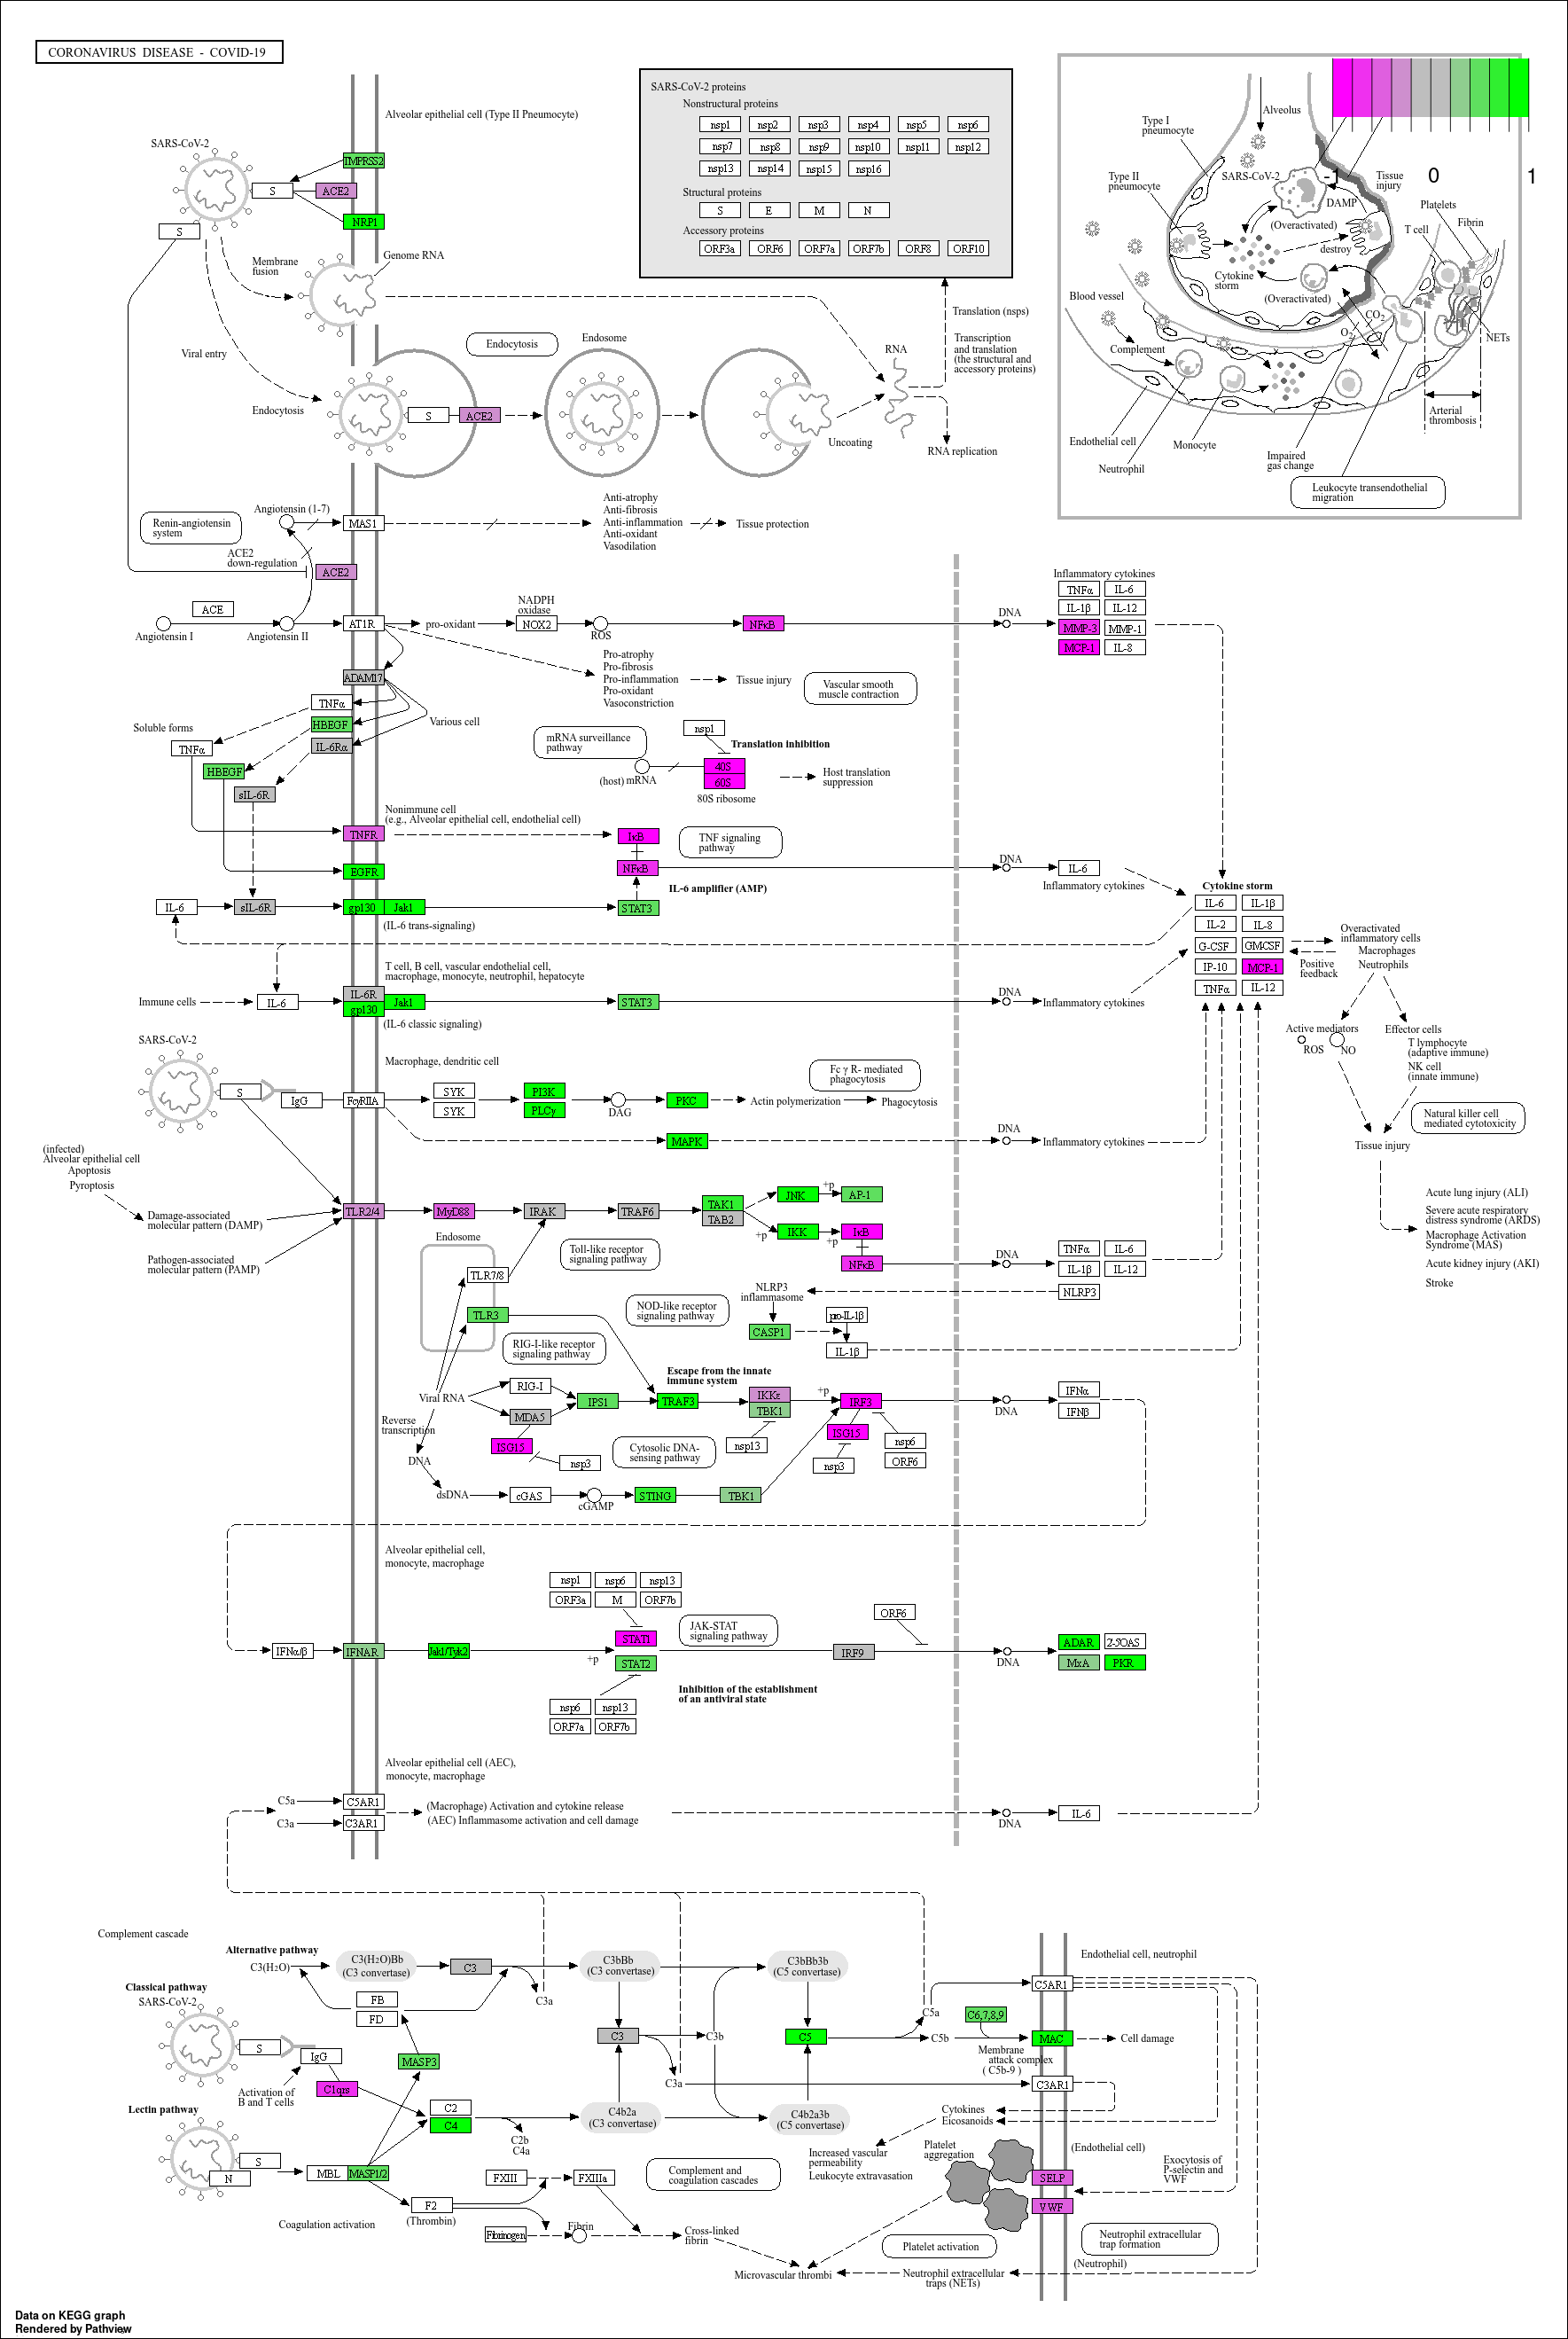 CORONAVIRUS DISEASE - COVID-19
Alveolar epithelial cell (Type II Pneumocyte)
SARS-CoV-2
TMPRSS2
S
ACE2
NRP1
S
Membrane
fusion
Genome RNA
Viral entry
Endocytosis
Endocytosis
Endosome
S
ACE2
Uncoating
RNA
RNA replication
Translation (nsps)
Transcription
and translation
(the structural and
accessory proteins)
SARS-CoV-2 proteins
Nonstructural proteins
nsp1 nsp2 nsp3 nsp4 nsp5 nsp6
nsp7 nsp8 nsp9 nsp10 nsp11 nsp12
nsp13 nsp14 nsp15 nsp16
Structural proteins
S E M N
Accessory proteins
ORF3a ORF6 ORF7a ORF7b ORF8 ORF10
-1 0 1
Alveolus
Type I
pneumocyte
Type II
pneumocyte
SARS-CoV-2
DAMP
Tissue
injury
(Overactivated)
destroy
Platelets
Fibrin
T cell
Cytokine
storm
(Overactivated)
Blood vessel
CO2
O2
NETs
Complement
Arterial
thrombosis
Endothelial cell
Neutrophil
Monocyte
Impaired
gas change
Leukocyte transendothelial
migration
Renin-angiotensin
system
Angiotensin (1-7)
MAS1
Anti-atrophy
Anti-fibrosis
Anti-inflammation
Anti-oxidant
Vasodilation
Tissue protection
ACE2
down-regulation
ACE2
ACE
Angiotensin I
Angiotensin II
AT1R
pro-oxidant
NADPH
oxidase
NOX2
ROS
NFκB
DNA
Inflammatory cytokines
TNFα IL-6
IL-1β IL-12
MMP-3 MMP-1
MCP-1 IL-8
Pro-atrophy
Pro-fibrosis
Pro-inflammation
Pro-oxidant
Vasoconstriction
Tissue injury
Vascular smooth
muscle contraction
ADAM17
TNFα
HBEGF
IL-6Rα
Various cell
Soluble forms
TNFα
HBEGF
sIL-6R
mRNA surveillance
pathway
nsp1
Translation inhibition
(host) mRNA
40S
60S
80S ribosome
Host translation
suppression
Nonimmune cell
(e.g., Alveolar epithelial cell, endothelial cell)
TNFR
IκB
TNF signaling
pathway
EGFR
NFκB
DNA
IL-6
Inflammatory cytokines
IL-6 amplifier (AMP)
IL-6
sIL-6R
gp130
Jak1
STAT3
(IL-6 trans-signaling)
Cytokine storm
IL-6 IL-1β
IL-2 IL-8
G-CSF GMCSF
IP-10 MCP-1
TNFα IL-12
Overactivated
inflammatory cells
Macrophages
Neutrophils
Positive
feedback
Active mediators
ROS NO
Effector cells
T lymphocyte
(adaptive immune)
NK cell
(innate immune)
Natural killer cell
mediated cytotoxicity
Tissue injury
Acute lung injury (ALI)
Severe acute respiratory
distress syndrome (ARDS)
Macrophage Activation
Syndrome (MAS)
Acute kidney injury (AKI)
Stroke
T cell, B cell, vascular endothelial cell,
macrophage, monocyte, neutrophil, hepatocyte
Immune cells
IL-6
IL-6R
gp130
Jak1
STAT3
DNA
Inflammatory cytokines
(IL-6 classic signaling)
SARS-CoV-2
Macrophage, dendritic cell
Fc γ R- mediated
phagocytosis
S
IgG
FcγRIIA
SYK
SYK
PI3K
PLCγ
DAG
PKC
Actin polymerization
Phagocytosis
MAPK
DNA
Inflammatory cytokines
(infected)
Alveolar epithelial cell
Apoptosis
Pyroptosis
Damage-associated
molecular pattern (DAMP)
Pathogen-associated
molecular pattern (PAMP)
TLR2/4
MyD88
IRAK
TRAF6
TAK1
TAB2
JNK
+p
AP-1
+p
IKK
+p
IκB
NFκB
DNA
TNFα IL-6
IL-1β IL-12
NLRP3
Endosome
TLR7/8
TLR3
Toll-like receptor
signaling pathway
NOD-like receptor
signaling pathway
NLRP3
inflammasome
CASP1
pro-IL-1β
IL-1β
RIG-I-like receptor
signaling pathway
Escape from the innate
immune system
Viral RNA
RIG-I
MDA5
IPS1
TRAF3
IKKε
TBK1
+p
IRF3
DNA
IFNα
IFNβ
Reverse
transcription
ISG15
nsp3
Cytosolic DNA-
sensing pathway
nsp13
ISG15
nsp3
nsp6
ORF6
DNA
dsDNA
cGAS
cGAMP
STING
TBK1
Alveolar epithelial cell,
monocyte, macrophage
nsp1 nsp6 nsp13
ORF3a M ORF7b
JAK-STAT
signaling pathway
ORF6
IFNα/β
IFNAR
Jak1/Tyk2
STAT1
+p
STAT2
IRF9
DNA
ADAR 2-5OAS
MxA PKR
Inhibition of the establishment
of an antiviral state
nsp6 nsp13
ORF7a ORF7b
Alveolar epithelial cell (AEC),
monocyte, macrophage
C5a
C5AR1
C3a
C3AR1
(Macrophage) Activation and cytokine release
(AEC) Inflammasome activation and cell damage
DNA
IL-6
Complement cascade
Alternative pathway
C3(H2O)
C3(H2O)Bb
(C3 convertase)
C3
C3a
C3bBb
(C3 convertase)
C3bBb3b
(C5 convertase)
Endothelial cell, neutrophil
C5AR1
FB
FD
Classical pathway
SARS-CoV-2
S
IgG
Activation of
B and T cells
C1qrs
MASP3
C3
C3b
C3a
C5
C5a
C5b
C6,7,8,9
MAC
Cell damage
Membrane
attack complex
( C5b-9 )
C3AR1
C2
C4
C2b
C4a
C4b2a
(C3 convertase)
C4b2a3b
(C5 convertase)
Cytokines
Eicosanoids
Increased vascular
permeability
Leukocyte extravasation
Lectin pathway
S
N
MBL
MASP1/2
F2
(Thrombin)
Coagulation activation
FXIII
FXIIIa
Fibrinogen
Fibrin
Cross-linked
fibrin
Complement and
coagulation cascades
Platelet
aggregation
(Endothelial cell)
SELP
VWF
Exocytosis of
P-selectin and
VWF
Platelet activation
Neutrophil extracellular
trap formation
(Neutrophil)
Microvascular thrombi
Neutrophil extracellular
traps (NETs)
Data on KEGG graph
Rendered by Pathview